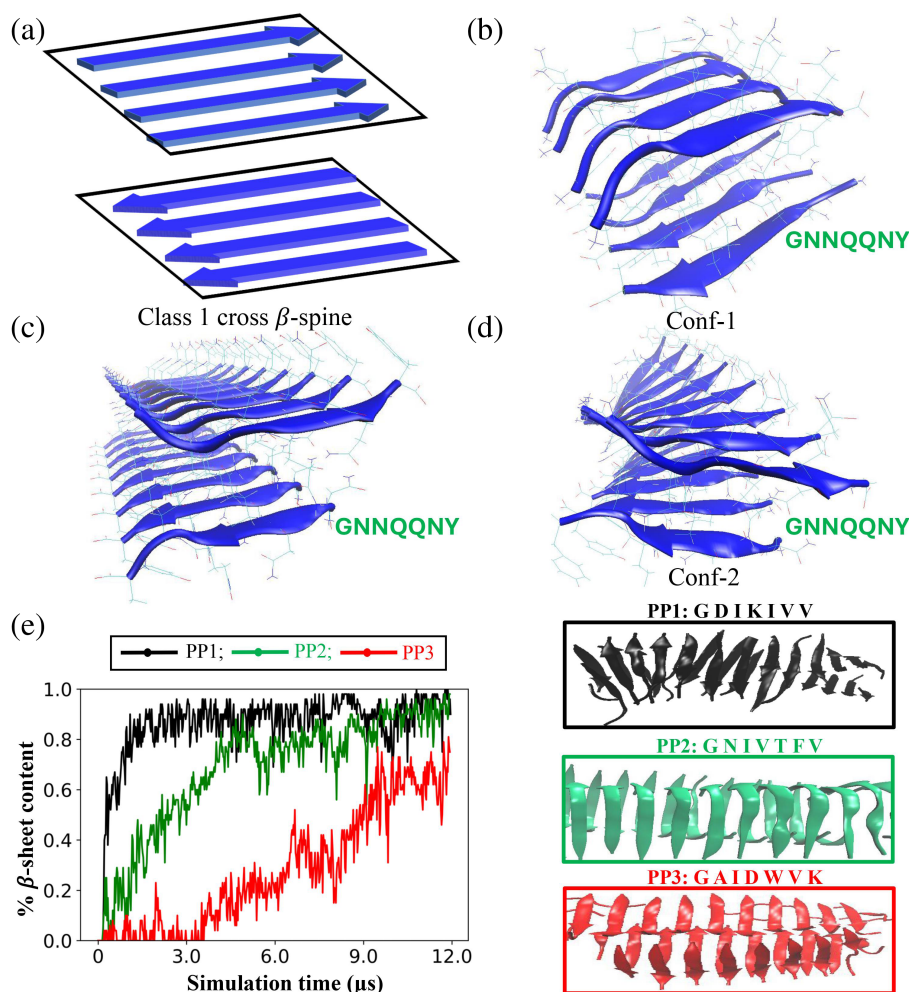 (a)
(b)
Class 1 cross β-spine
GNNQQNY
Conf-1
(c)
(d)
GNNQQNY
GNNQQNY
Conf-2
(e)
PP1; PP2; PP3
% β-sheet content
1.0
0.8
0.6
0.4
0.2
0.0
0 3.0 6.0 9.0 12.0
Simulation time (μs)
PP1: G D I K I V V
PP2: G N I V T F V
PP3: G A I D W V K